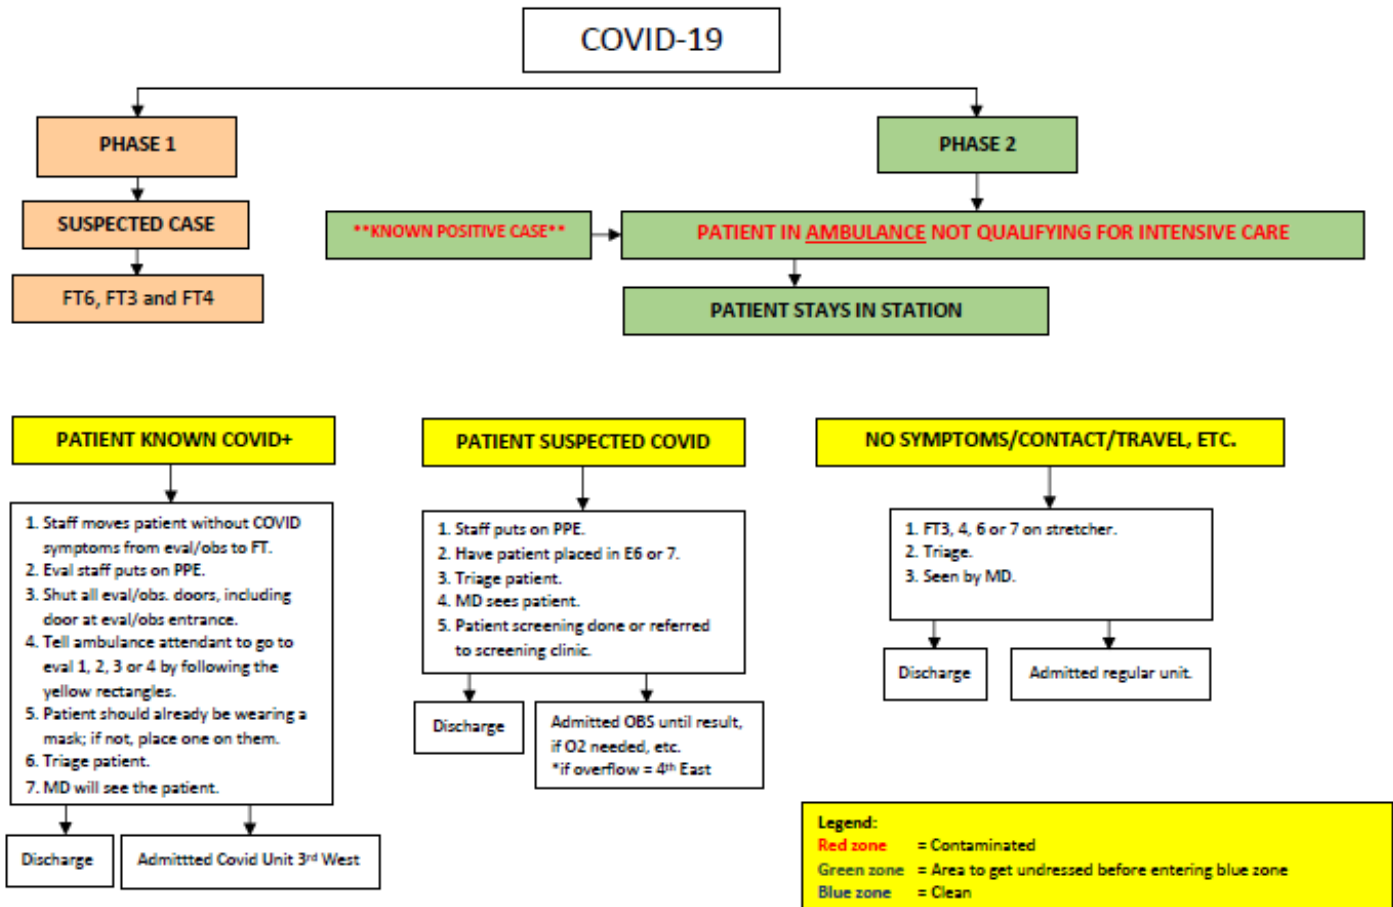 COVID-19
PHASE 1
PHASE 2
SUSPECTED CASE
**KNOWN POSITIVE CASE**
PATIENT IN AMBULANCE NOT QUALIFYING FOR INTENSIVE CARE
FT6, FT3 and FT4
PATIENT STAYS IN STATION
PATIENT KNOWN COVID+
1. Staff moves patient without COVID
symptoms from eval/obs to FT.
2. Eval staff puts on PPE.
3. Shut all eval/obs. doors, including
door at eval/obs entrance.
4. Tell ambulance attendant to go to
eval 1, 2, 3 or 4 by following the
yellow rectangles.
5. Patient should already be wearing a
mask; if not, place one on them.
6. Triage patient.
7. MD will see the patient.
Discharge
Admittted Covid Unit 3rd West
PATIENT SUSPECTED COVID
1. Staff puts on PPE.
2. Have patient placed in E6 or 7.
3. Triage patient.
4. MD sees patient.
5. Patient screening done or referred
to screening clinic.
Discharge
Admitted OBS until result,
if O2 needed, etc.
*if overflow = 4th East
NO SYMPTOMS/CONTACT/TRAVEL, ETC.
1. FT3, 4, 6 or 7 on stretcher.
2. Triage.
3. Seen by MD.
Discharge
Admitted regular unit.
Legend:
Red zone = Contaminated
Green zone = Area to get undressed before entering blue zone
Blue zone = Clean